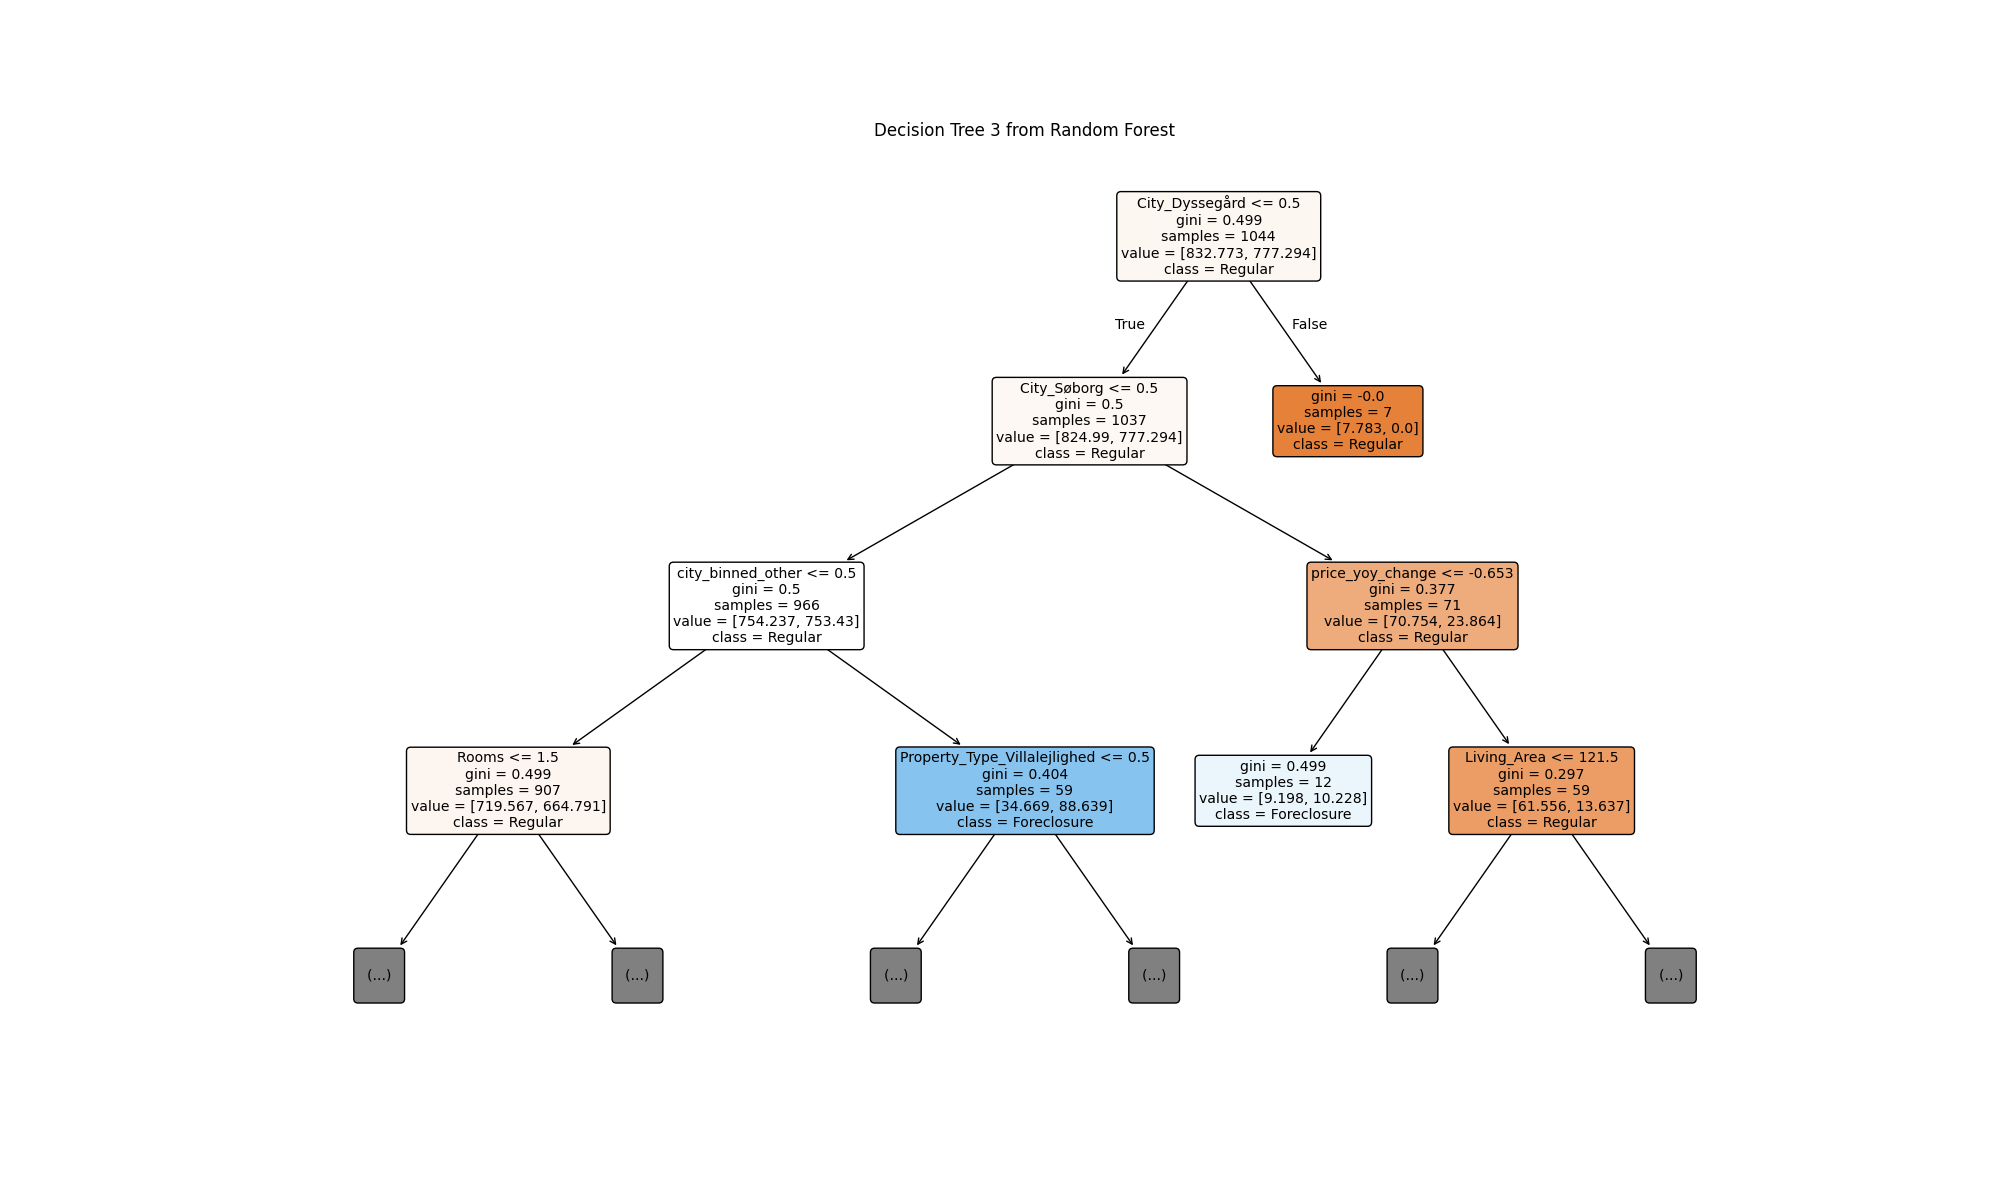 Decision Tree 3 from Random Forest
City_Dyssegård <= 0.5
gini = 0.499
samples = 1044
value = [832.773, 777.294]
class = Regular
True
False
City_Søborg <= 0.5
gini = 0.5
samples = 1037
value = [824.99, 777.294]
class = Regular
gini = -0.0
samples = 7
value = [7.783, 0.0]
class = Regular
city_binned_other <= 0.5
gini = 0.5
samples = 966
value = [754.237, 753.43]
class = Regular
price_yoy_change <= -0.653
gini = 0.377
samples = 71
value = [70.754, 23.864]
class = Regular
Rooms <= 1.5
gini = 0.499
samples = 907
value = [719.567, 664.791]
class = Regular
Property_Type_Villalejlighed <= 0.5
gini = 0.404
samples = 59
value = [34.669, 88.639]
class = Foreclosure
gini = 0.499
samples = 12
value = [9.198, 10.228]
class = Foreclosure
Living_Area <= 121.5
gini = 0.297
samples = 59
value = [61.556, 13.637]
class = Regular
(...)
(...)
(...)
(...)
(...)
(...)